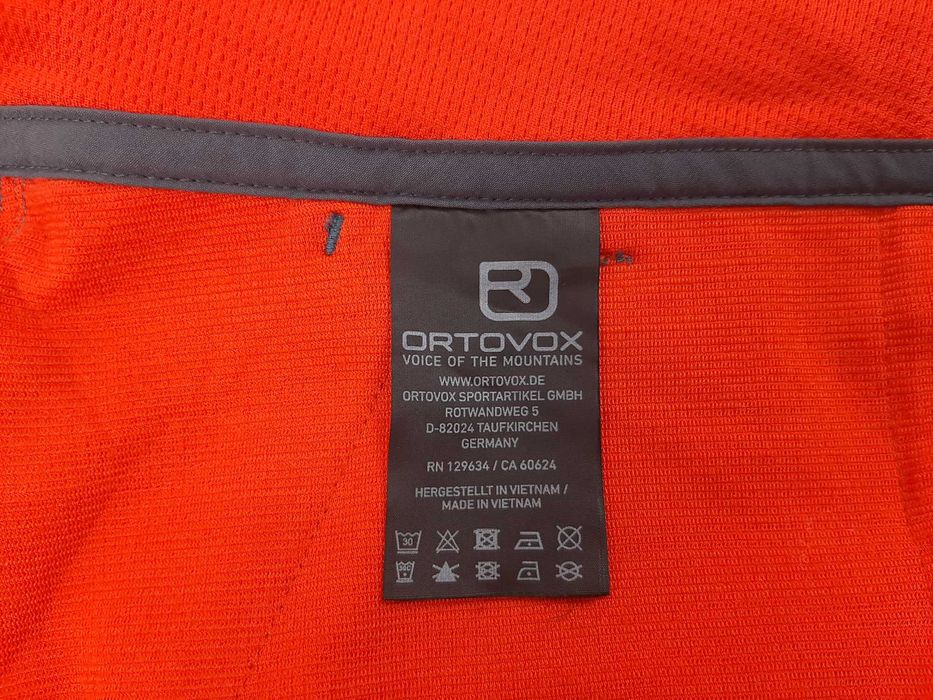 ORTOVOX
VOICE OF THE MOUNTAINS
WWW.ORTOVOX.DE
ORTOVOX SPORTARTIKEL GMBH
ROTWANDWEG 5
D-82024 TAUFKIRCHEN
GERMANY
RN 129634 / CA 60624
HERGESTELLT IN VIETNAM /
MADE IN VIETNAM
30